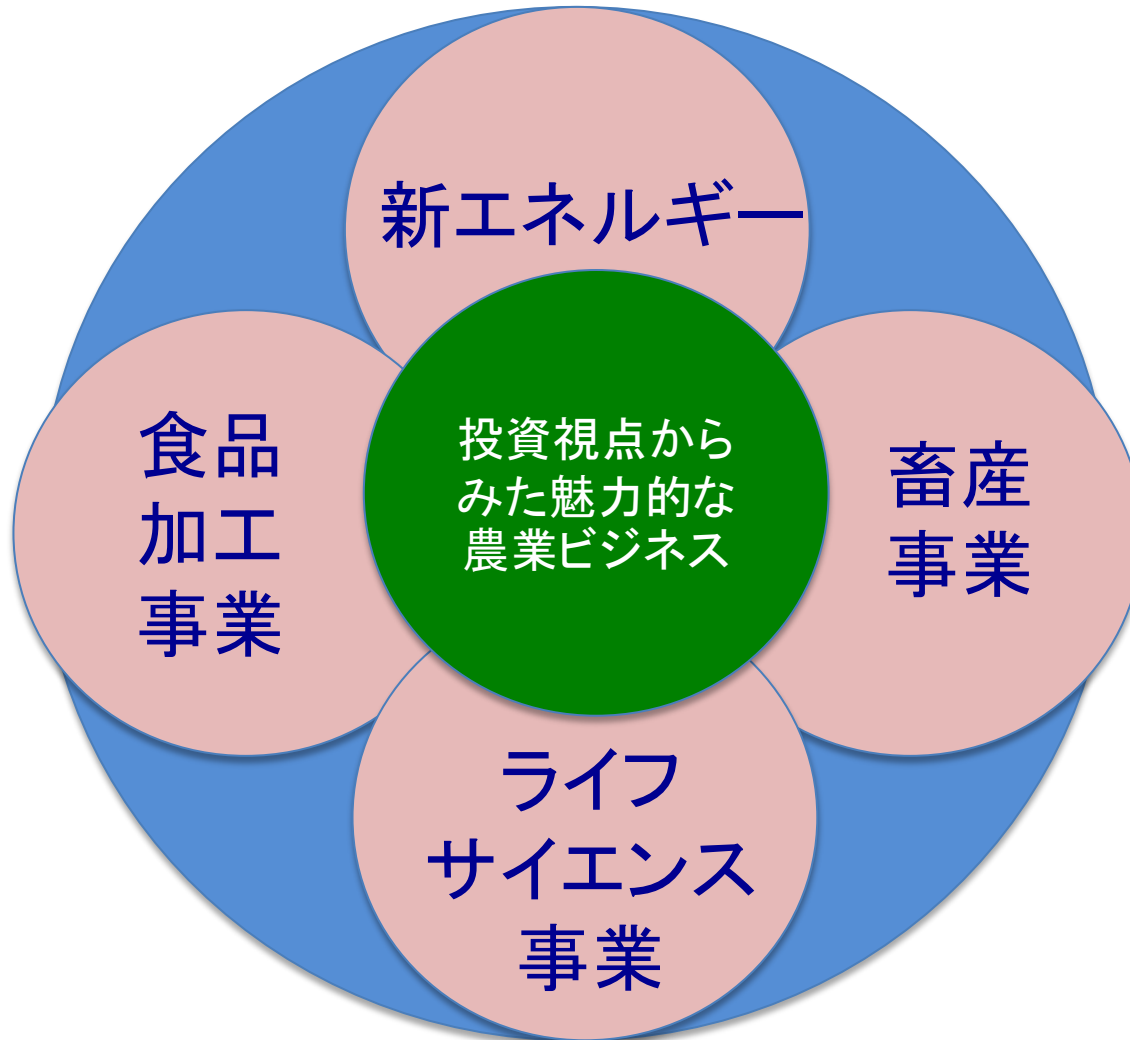 新エネルギー
食品
加工
事業
投資視点から
みた魅力的な
農業ビジネス
畜産
事業
ライフ
サイエンス
事業